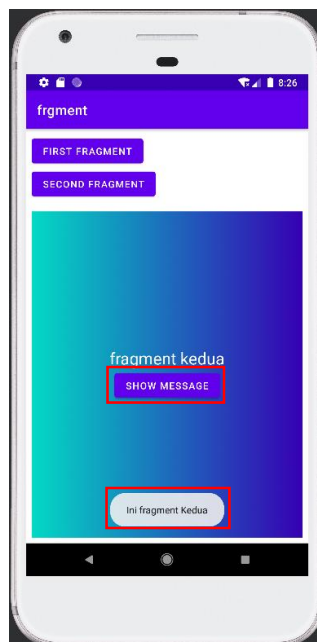 8:26
frgment
FIRST FRAGMENT
SECOND FRAGMENT
fragment kedua
SHOW MESSAGE
Ini fragment Kedua